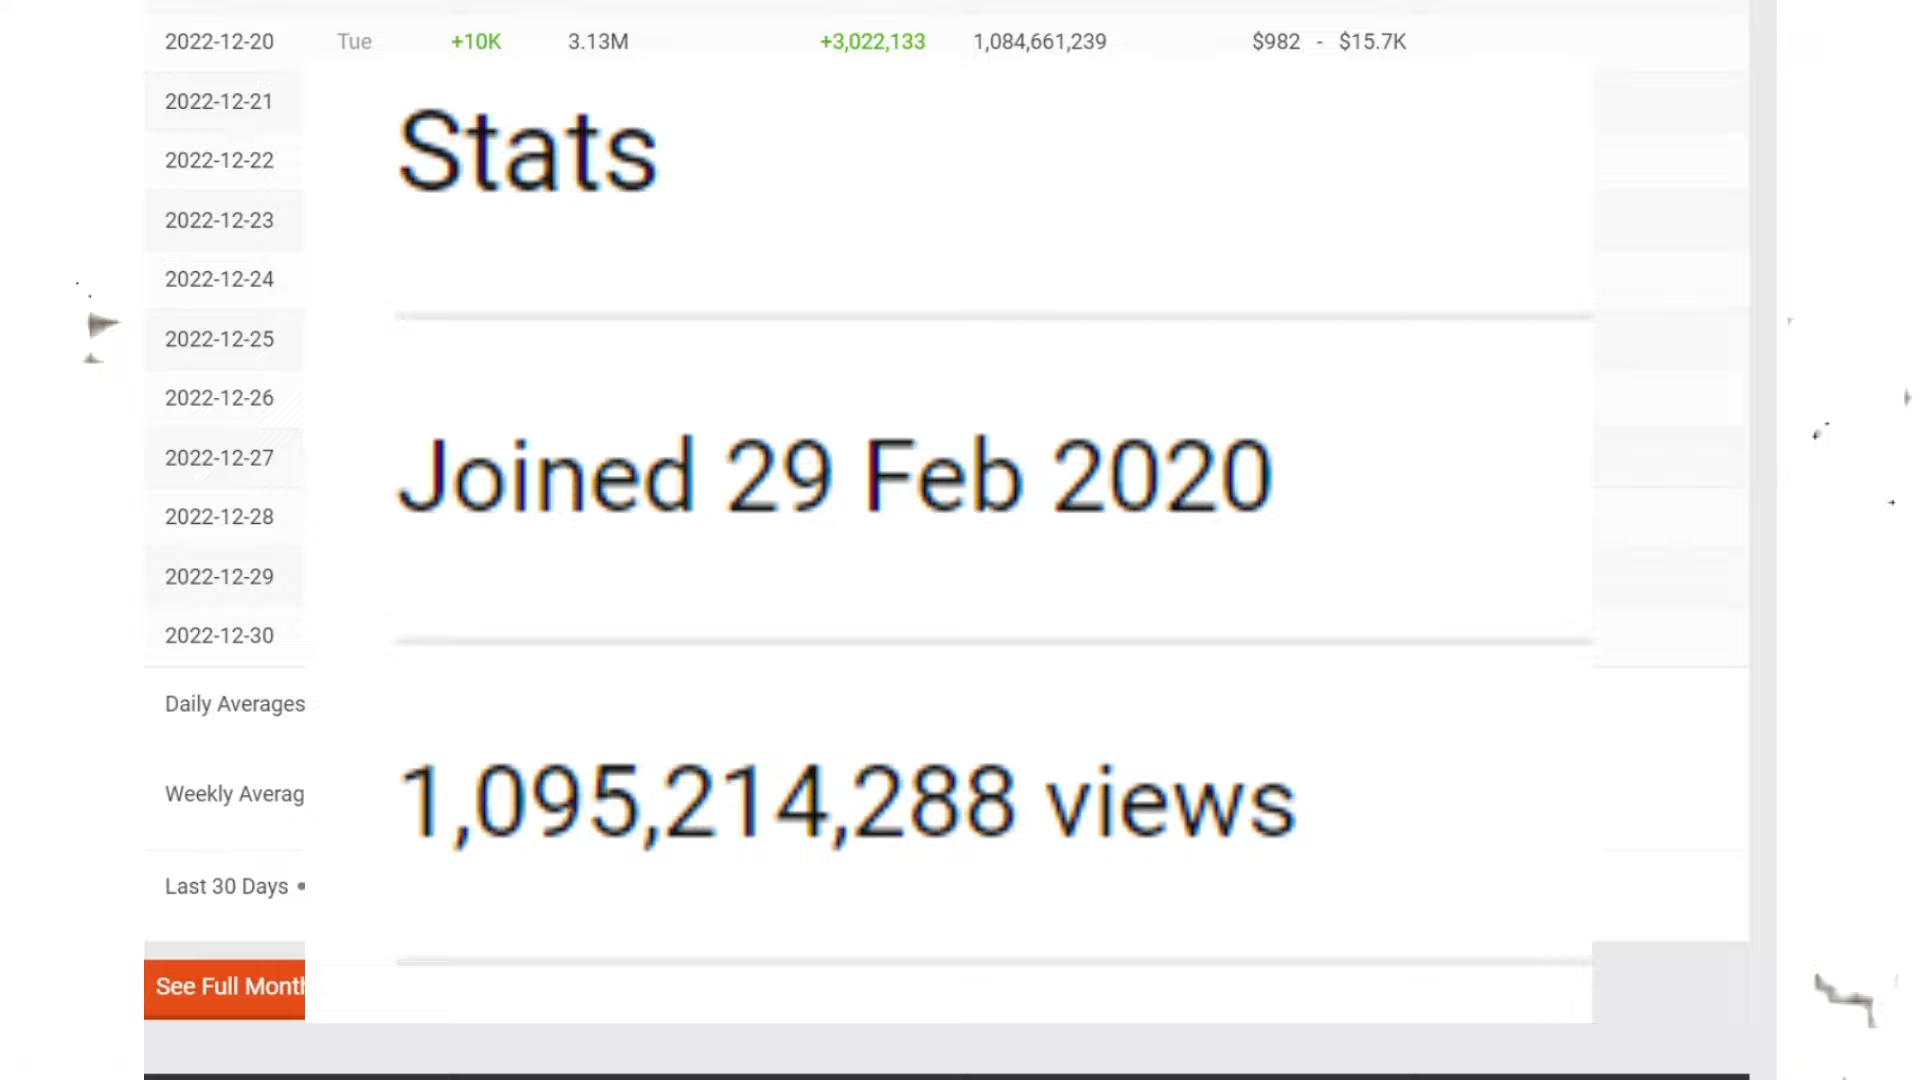 2022-12-20 Tue +10K 3.13M +3,022,133 1,084,661,239 $982 - $15.7K
2022-12-21
2022-12-22
2022-12-23
2022-12-24
2022-12-25
2022-12-26
2022-12-27
2022-12-28
2022-12-29
2022-12-30
Daily Averages
Weekly Averag
Last 30 Days •
See Full Month
Stats
Joined 29 Feb 2020
1,095,214,288 views